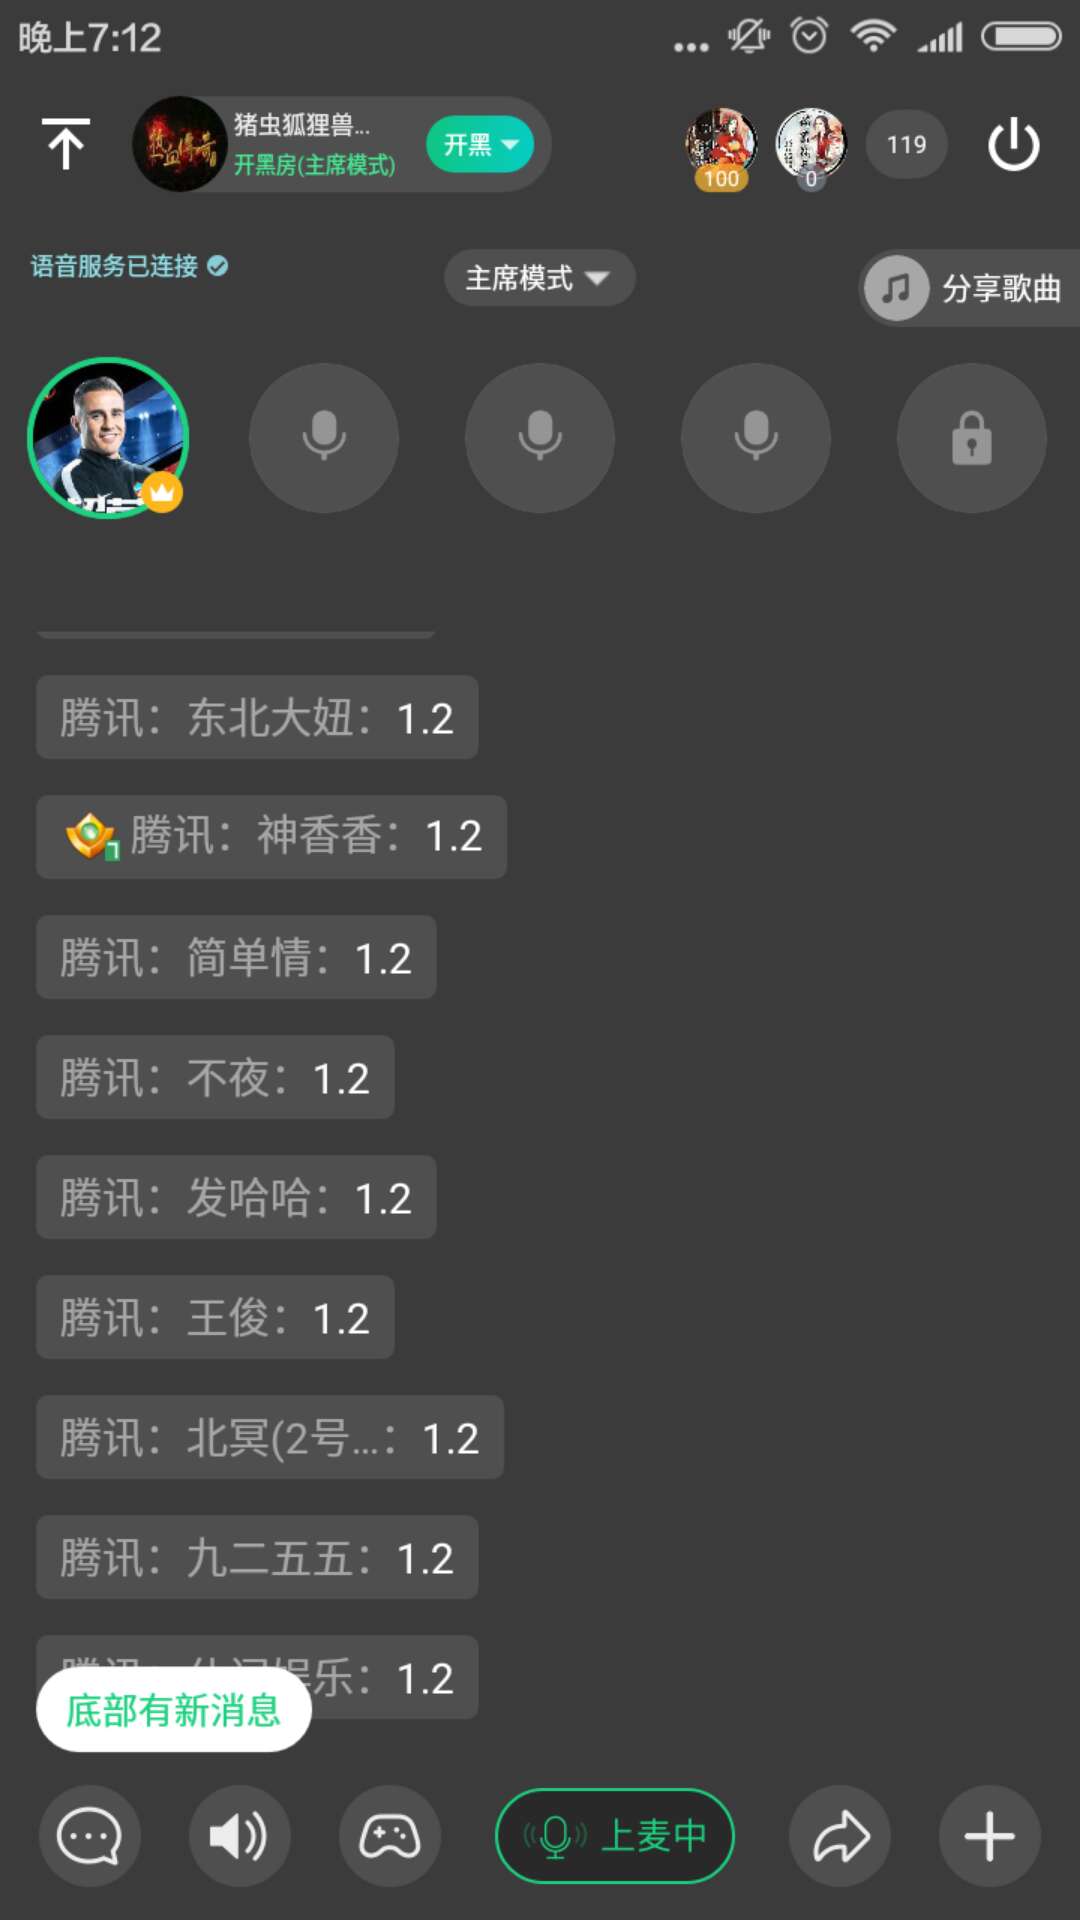 晚上7:12
猪虫狐狸兽...
开黑房(主席模式)
开黑
100
0
119
语音服务已连接
主席模式
分享歌曲
腾讯：东北大妞：1.2
腾讯：神香香：1.2
腾讯：简单情：1.2
腾讯：不夜：1.2
腾讯：发哈哈：1.2
腾讯：王俊：1.2
腾讯：北冥(2号...：1.2
腾讯：九二五五：1.2
娱乐：1.2
底部有新消息
上麦中